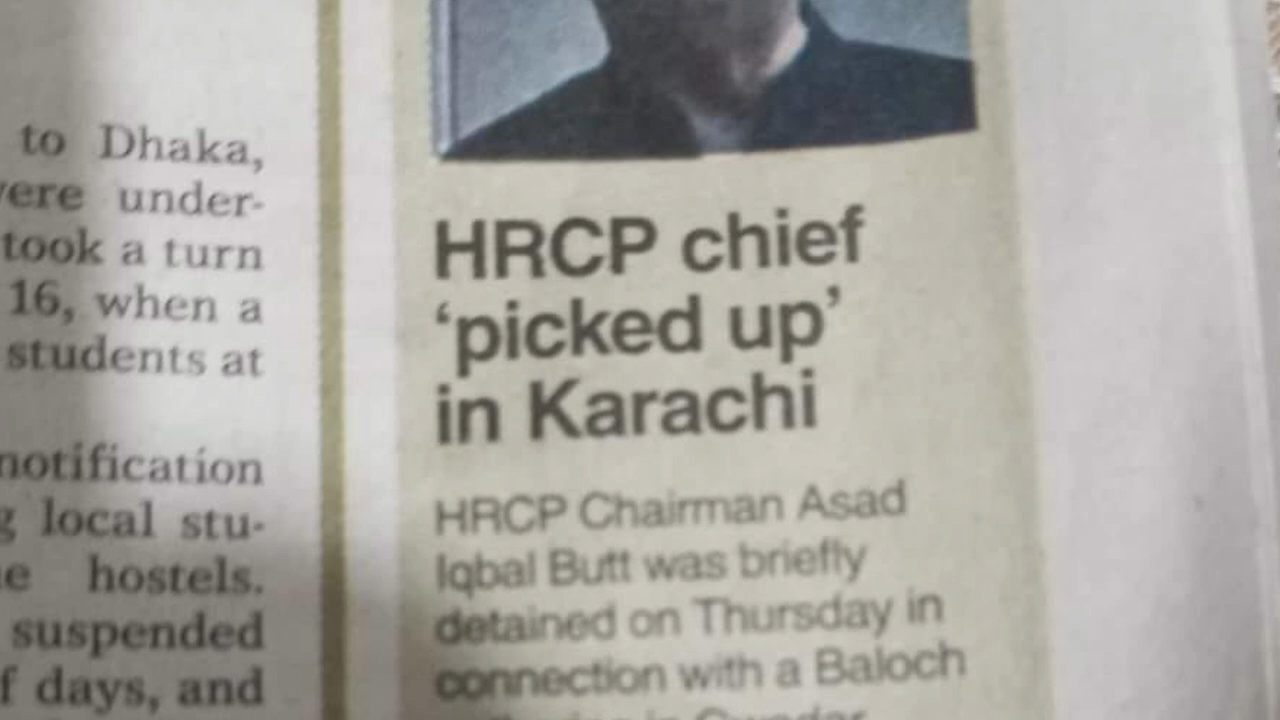 to Dhaka,
were under-
took a turn
16, when a
students at
notification
local stu-
hostels.
suspended
days, and
HRCP chief
‘picked up’
in Karachi
HRCP Chairman Asad
Iqbal Butt was briefly
detained on Thursday in
connection with a Baloch